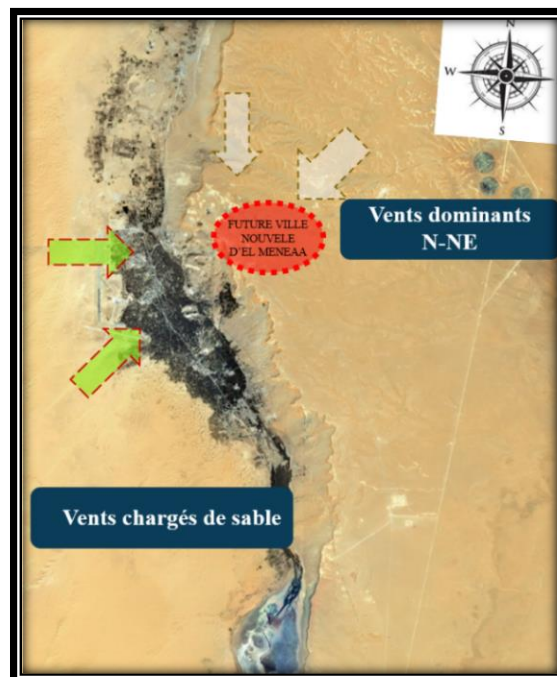 N
W
E
S
FUTURE VILLE
NOUVELE
D'EL MENEAA
Vents dominants
N-NE
Vents chargés de sable